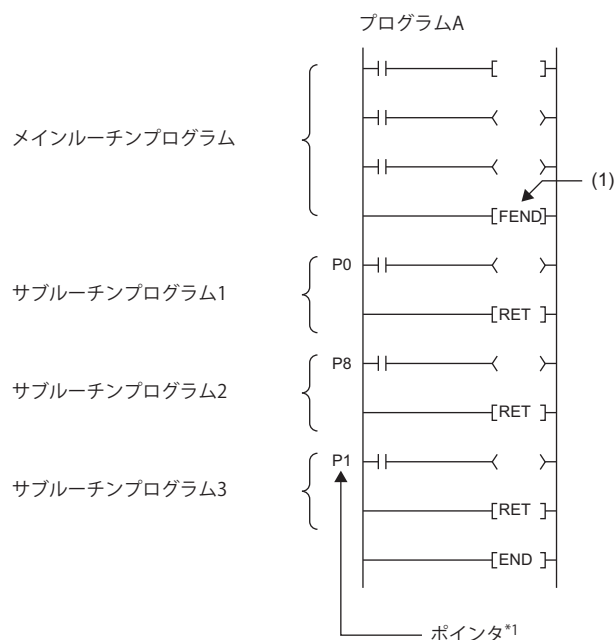 プログラムA
メインルーチンプログラム
(1)
[FEND]
P0
サブルーチンプログラム1
[RET ]
P8
サブルーチンプログラム2
[RET ]
P1
サブルーチンプログラム3
[RET ]
[END ]
ポインタ*1